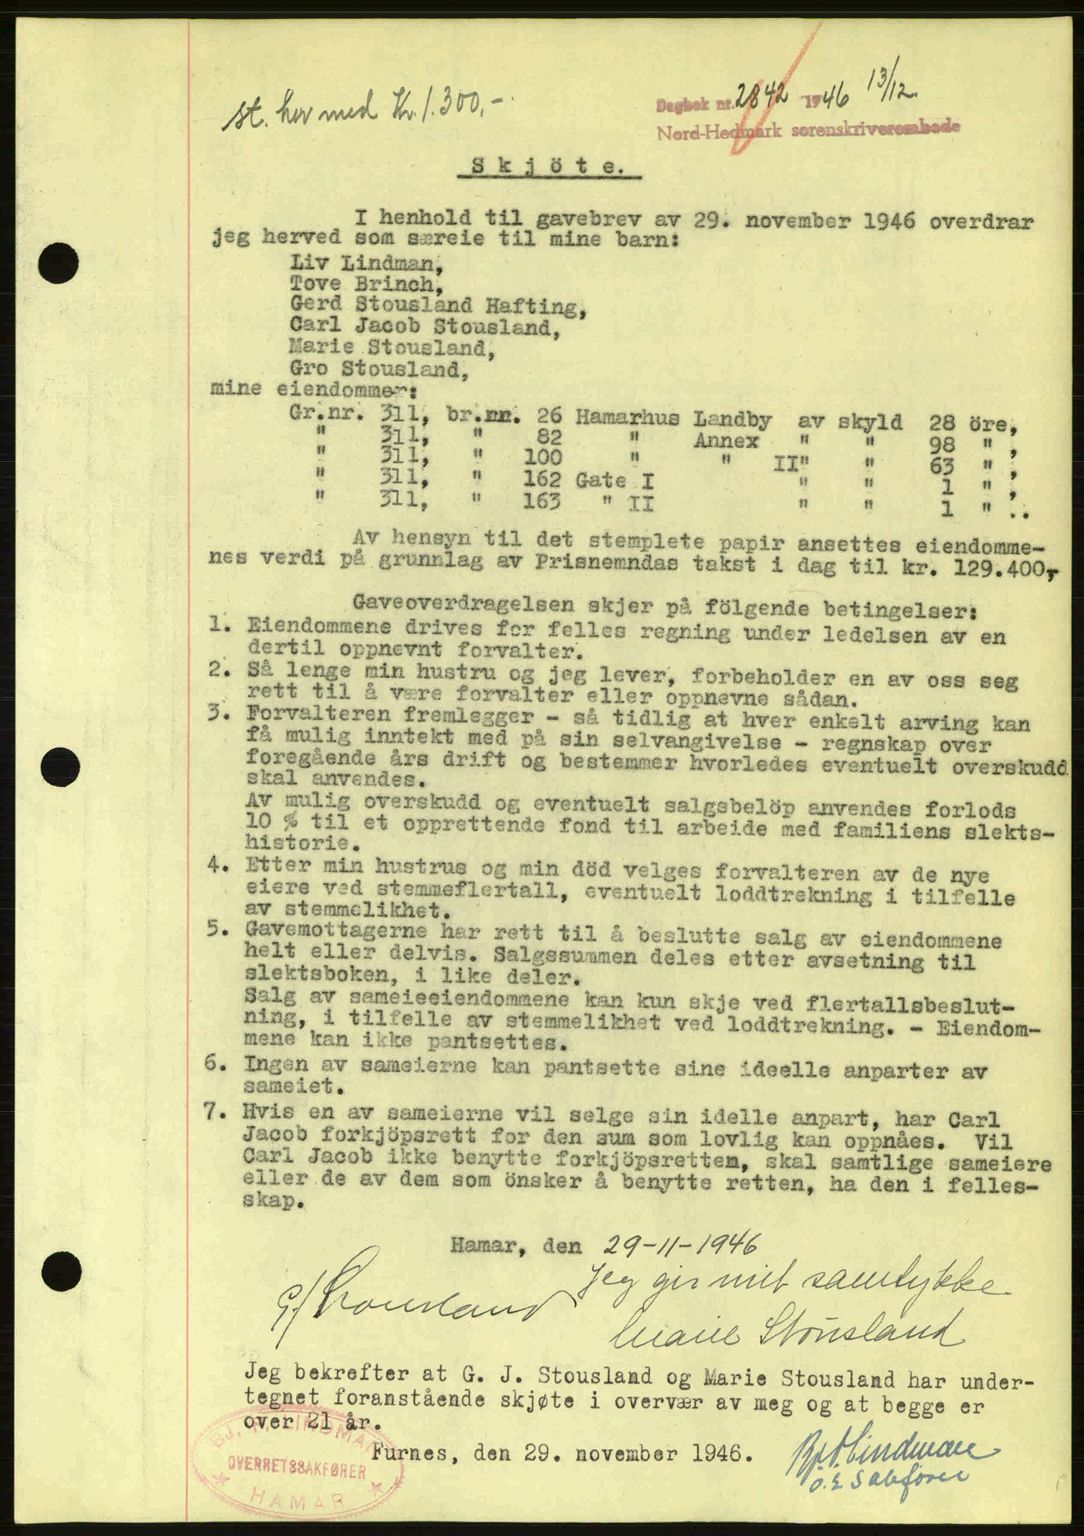 st. her med Kr. 1.300,-
Dagbok nr. 2842 1946 13/12.
Nord-Hedmark sorenskriverembede
Skjöte.
I henhold til gavebrev av 29. november 1946 overdrar
jeg herved som særeie til mine barn:
Liv Lindman,
Tove Brinch,
Gerd Stousland Hafting,
Carl Jacob Stousland,
Marie Stousland,
Gro Stousland,
mine eiendommer:
Gr.nr. 311, br.nr. 26 Hamarhus Landby av skyld 28 öre,
" 311, " 82 " Annex " " 98 " ,
" 311, " 100 " " II" " 63 " ,
" 311, " 162 Gate I " " 1 " ,
" 311, " 163 " II " " 1 " ..
Av hensyn til det stemplete papir ansettes eiendomme-
nes verdi på grunnlag av Prisnemndas takst i dag til kr. 129.400,-
Gaveoverdragelsen skjer på fölgende betingelser:
1. Eiendommene drives for felles regning under ledelsen av en
dertil oppnevnt forvalter.
2. Så lenge min hustru og jeg lever, forbeholder en av oss seg
rett til å være forvalter eller oppnevne sådan.
3. Forvalteren fremlegger - så tidlig at hver enkelt arving kan
få mulig inntekt med på sin selvangivelse - regnskap over
foregående års drift og bestemmer hvorledes eventuelt overskudd
skal anvendes.
Av mulig overskudd og eventuelt salgsbelöp anvendes forlods
10 % til et opprettende fond til arbeide med familiens slekts-
historie.
4. Etter min hustrus og min död velges forvalteren av de nye
eiere ved stemmeflertall, eventuelt loddtrekning i tilfelle
av stemmelikhet.
5. Gavemottagerne har rett til å beslutte salg av eiendommene
helt eller delvis. Salgssummen deles etter avsetning til
slektsboken, i like deler.
Salg av sameieeiendommene kan kun skje ved flertallsbeslut-
ning, i tilfelle av stemmelikhet ved loddtrekning. - Eiendom-
mene kan ikke pantsettes.
6. Ingen av sameierne kan pantsette sine ideelle anparter av
sameiet.
7. Hvis en av sameierne vil selge sin idelle anpart, har Carl
Jacob forkjöpsrett for den sum som lovlig kan oppnåes. Vil
Carl Jacob ikke benytte forkjöpsretten, skal samtlige sameiere
eller de av dem som önsker å benytte retten, ha den i felles-
skap.
Hamar, den 29-11-1946
Jeg gir mitt samtykke
G J Stousland
Marie Stousland
Jeg bekrefter at G. J. Stousland og Marie Stousland har under-
tegnet foranstående skjøte i overvær av meg og at begge er
over 21 år.
Furnes, den 29. november 1946.
BJ. LINDMAN
OVERRETSSAKFØRER
HAMAR
Bj. A. Lindman
O.r. Sakfører